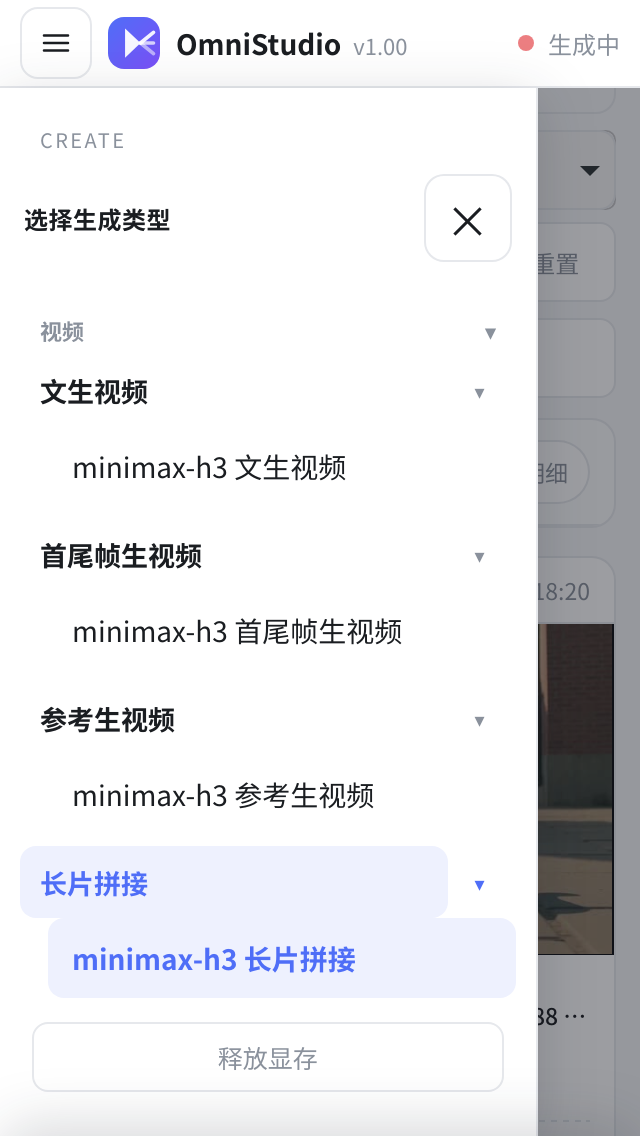 OmniStudio v1.00 生成中
CREATE
选择生成类型
重置
视频
文生视频
minimax-h3 文生视频
明细
首尾帧生视频
18:20
minimax-h3 首尾帧生视频
参考生视频
minimax-h3 参考生视频
长片拼接
minimax-h3 长片拼接
88 ···
释放显存